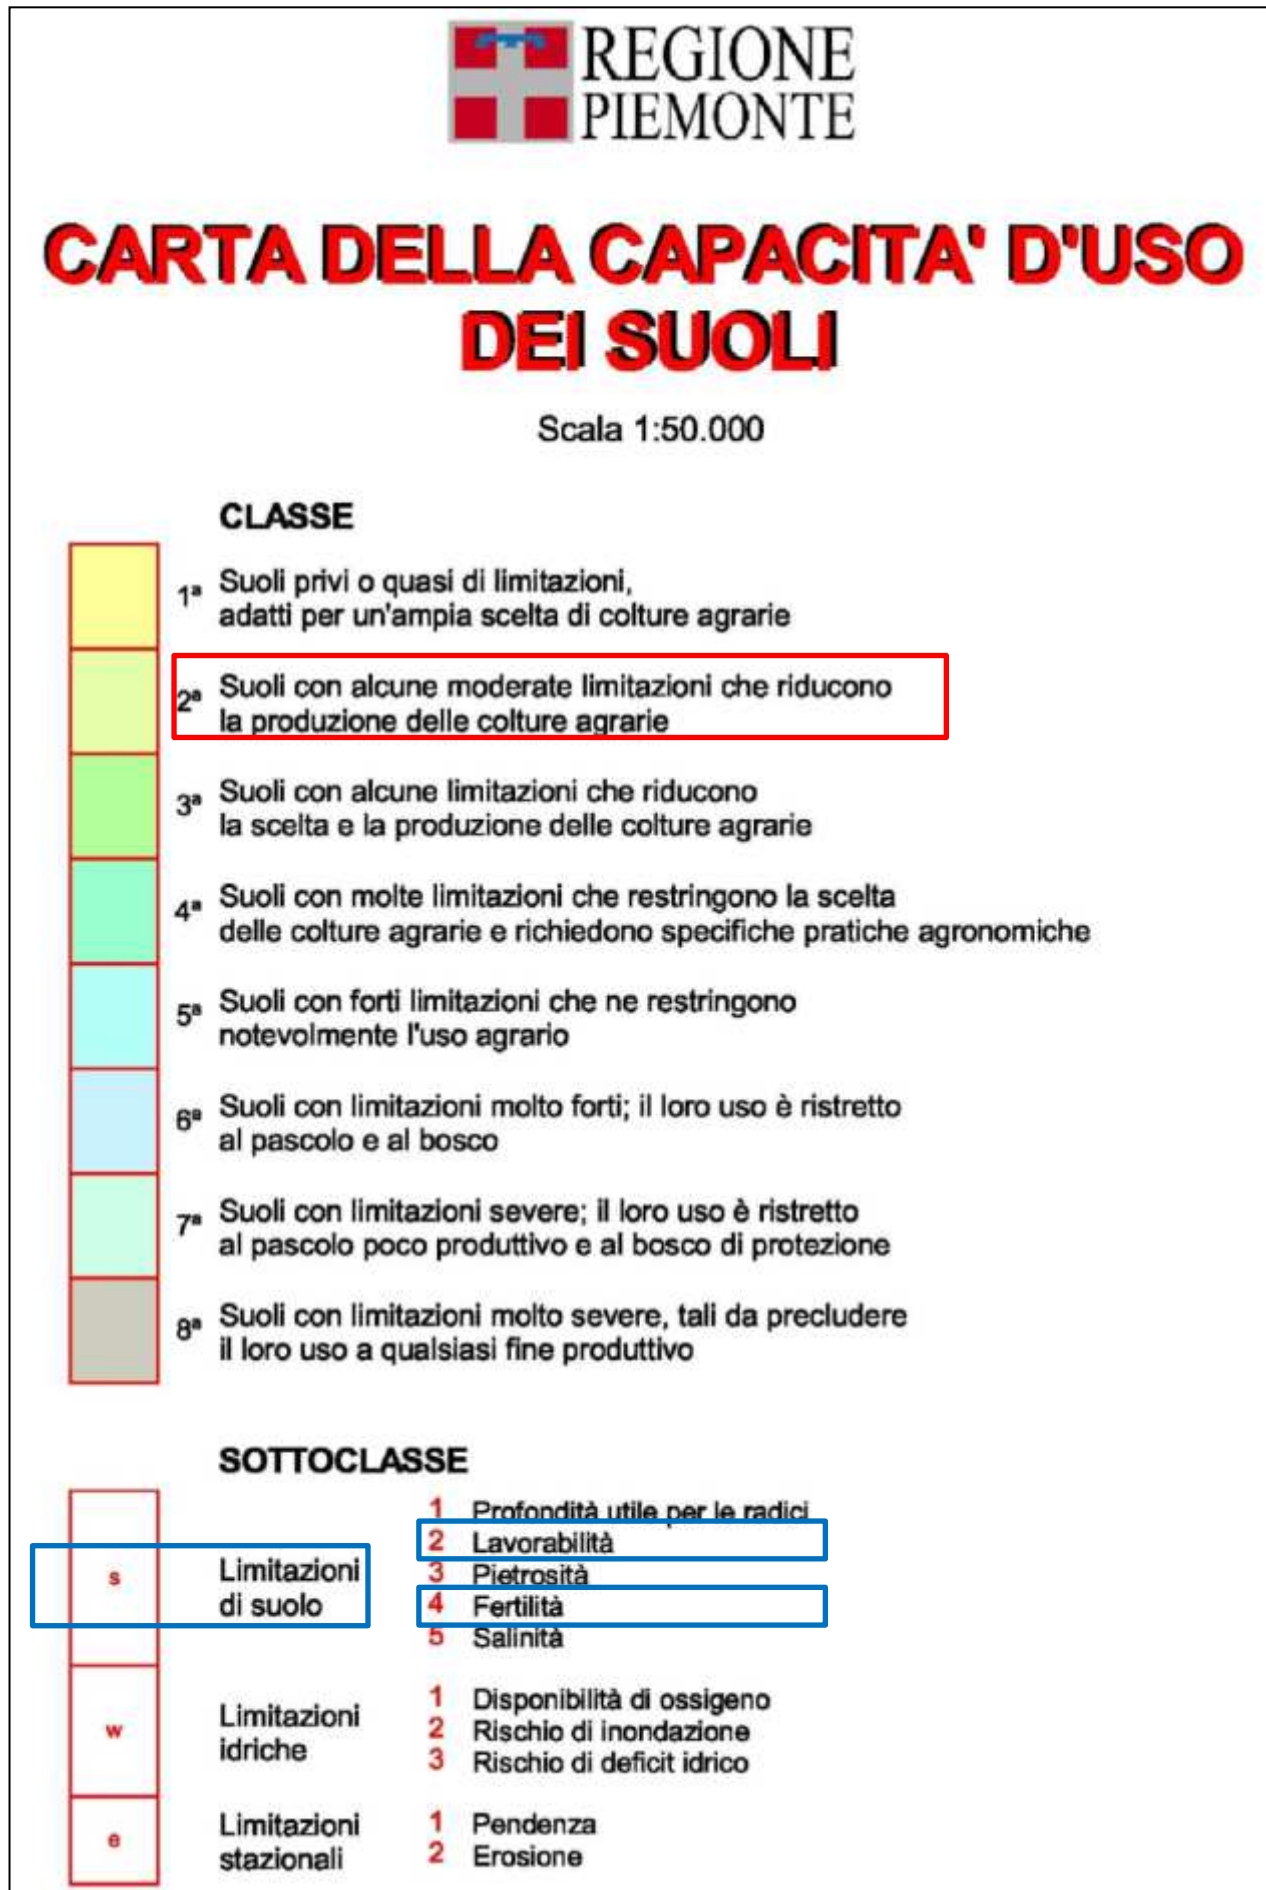 REGIONE
PIEMONTE
CARTA DELLA CAPACITA' D'USO
DEI SUOLI
Scala 1:50.000
CLASSE
1ª Suoli privi o quasi di limitazioni,
adatti per un'ampia scelta di colture agrarie
2ª Suoli con alcune moderate limitazioni che riducono
la produzione delle colture agrarie
3ª Suoli con alcune limitazioni che riducono
la scelta e la produzione delle colture agrarie
4ª Suoli con molte limitazioni che restringono la scelta
delle colture agrarie e richiedono specifiche pratiche agronomiche
5ª Suoli con forti limitazioni che ne restringono
notevolmente l'uso agrario
6ª Suoli con limitazioni molto forti; il loro uso è ristretto
al pascolo e al bosco
7ª Suoli con limitazioni severe; il loro uso è ristretto
al pascolo poco produttivo e al bosco di protezione
8ª Suoli con limitazioni molto severe, tali da precludere
il loro uso a qualsiasi fine produttivo
SOTTOCLASSE
s
Limitazioni
di suolo
1 Profondità utile per le radici
2 Lavorabilità
3 Pietrosità
4 Fertilità
5 Salinità
w
Limitazioni
idriche
1 Disponibilità di ossigeno
2 Rischio di inondazione
3 Rischio di deficit idrico
e
Limitazioni
stazionali
1 Pendenza
2 Erosione